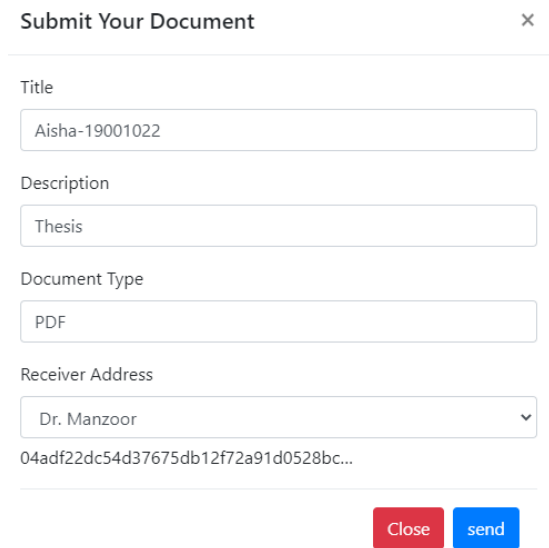 Submit Your Document ×
Title
Aisha-19001022
Description
Thesis
Document Type
PDF
Receiver Address
Dr. Manzoor
04adf22dc54d37675db12f72a91d0528bc...
Close send